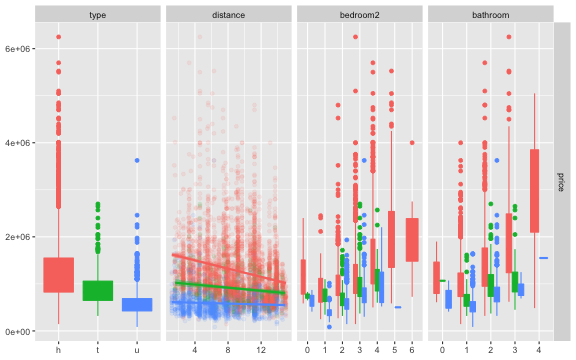 type distance bedroom2 bathroom
6e+06
4e+06
2e+06
0e+00
price
h t u 4 8 12 0 1 2 3 4 5 6 0 1 2 3 4